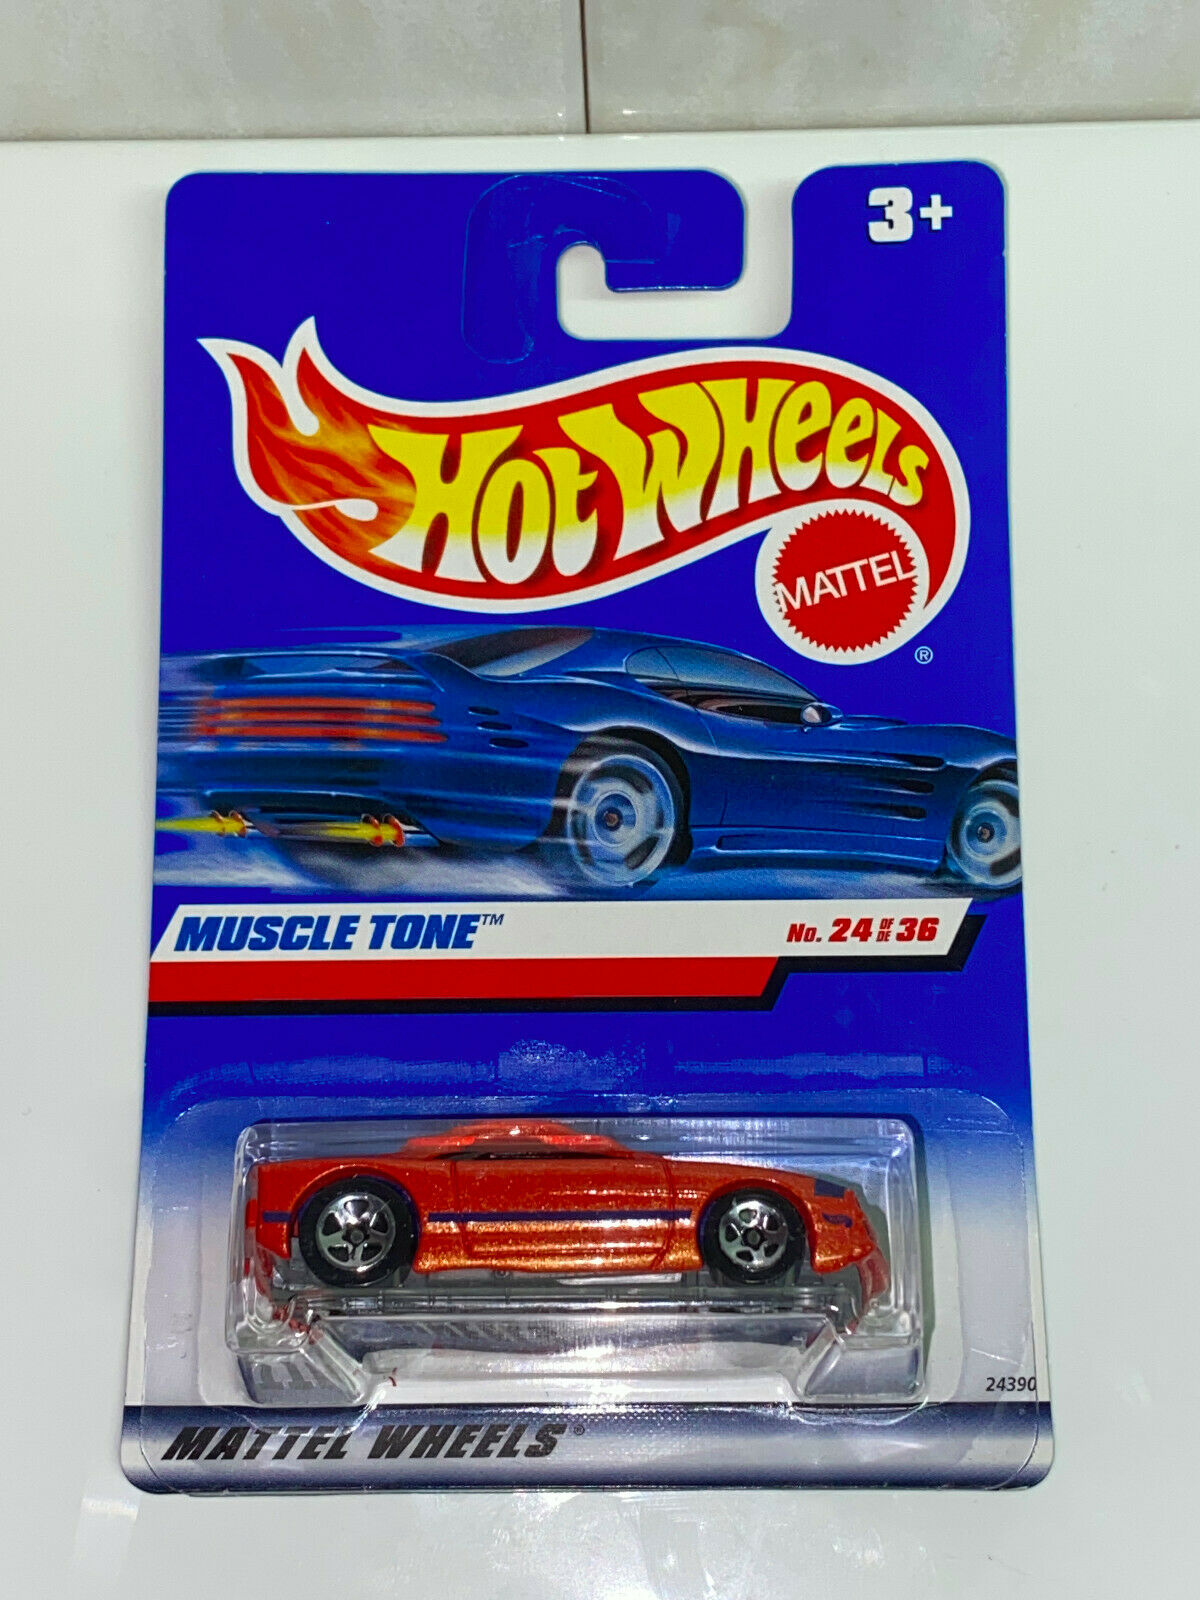 3+
HOT WHEELS
MATTEL
®
MUSCLE TONE™
No. 24 OF DE 36
24390
MATTEL WHEELS®